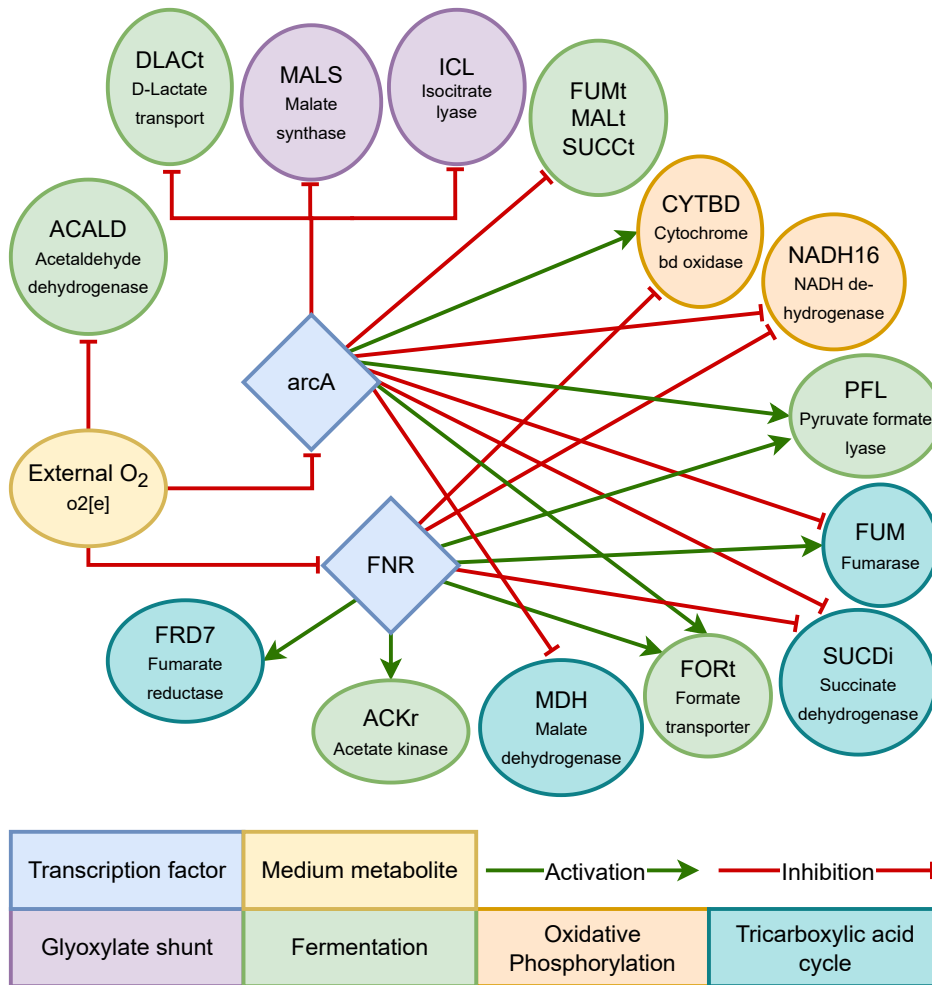 DLACt
D-Lactate
transport
MALS
Malate
synthase
ICL
Isocitrate
lyase
FUMt
MALt
SUCCt
CYTBD
Cytochrome
bd oxidase
ACALD
Acetaldehyde
dehydrogenase
NADH16
NADH de-
hydrogenase
arcA
PFL
Pyruvate formate
lyase
External O2
o2[e]
FNR
FUM
Fumarase
FRD7
Fumarate
reductase
ACKr
Acetate kinase
MDH
Malate
dehydrogenase
FORt
Formate
transporter
SUCDi
Succinate
dehydrogenase
Transcription factor
Medium metabolite
Activation
Inhibition
Glyoxylate shunt
Fermentation
Oxidative
Phosphorylation
Tricarboxylic acid
cycle